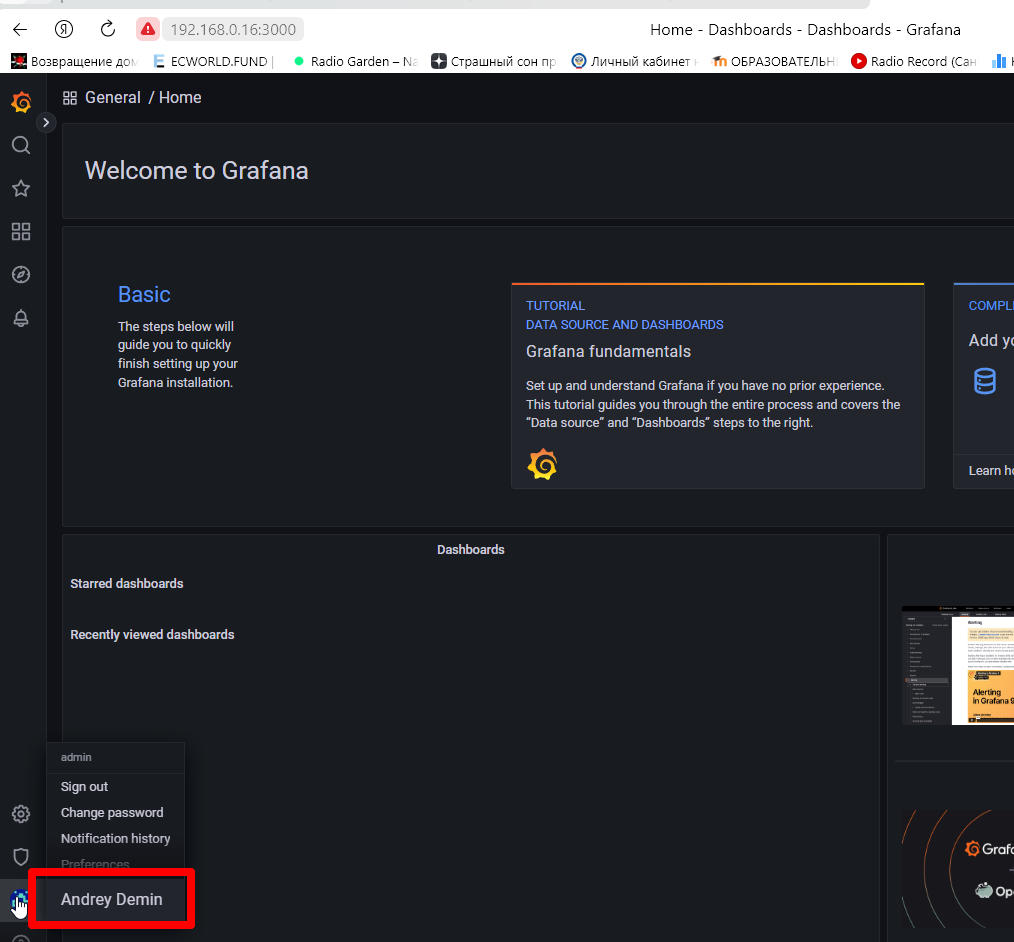 192.168.0.16:3000
Home - Dashboards - Dashboards - Grafana
Возвращение дом
ECWORLD.FUND |
Radio Garden – Na
Страшный сон пр
Личный кабинет
ОБРАЗОВАТЕЛЬН
Radio Record (Сан
General / Home
Welcome to Grafana
Basic
The steps below will
guide you to quickly
finish setting up your
Grafana installation.
TUTORIAL
DATA SOURCE AND DASHBOARDS
Grafana fundamentals
Set up and understand Grafana if you have no prior experience.
This tutorial guides you through the entire process and covers the
“Data source” and “Dashboards” steps to the right.
COMPL
Add yo
Learn ho
Dashboards
Starred dashboards
Recently viewed dashboards
Alerting
Alerting
in Grafana 9
admin
Sign out
Change password
Notification history
Preferences
Andrey Demin
Grafa
Op